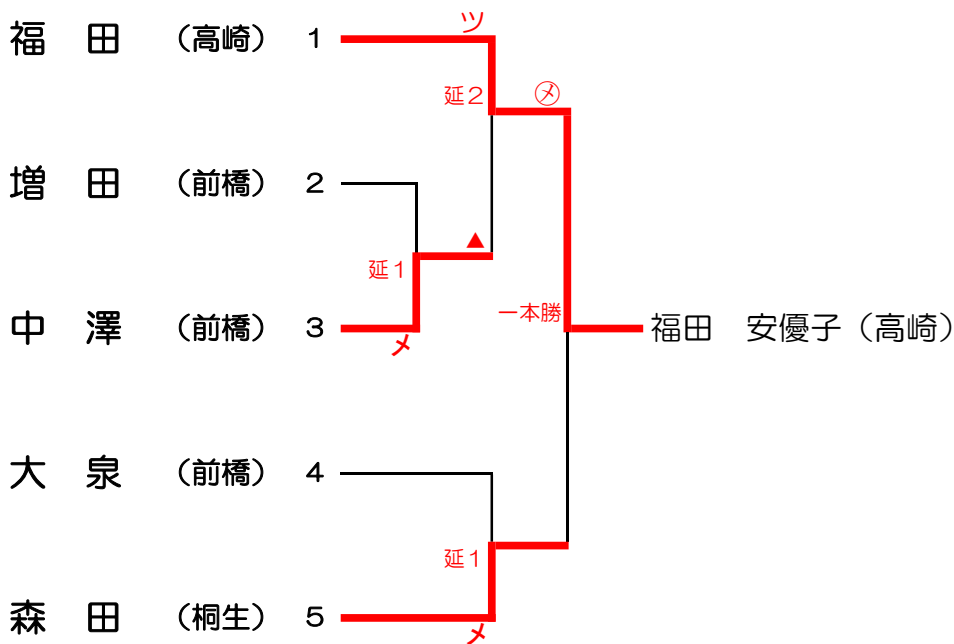 福田 (高崎) 1
ツ
延2
㋱
増田 (前橋) 2
▲
延1
中澤 (前橋) 3
メ
一本勝
福田 安優子(高崎)
大泉 (前橋) 4
延1
森田 (桐生) 5
メ